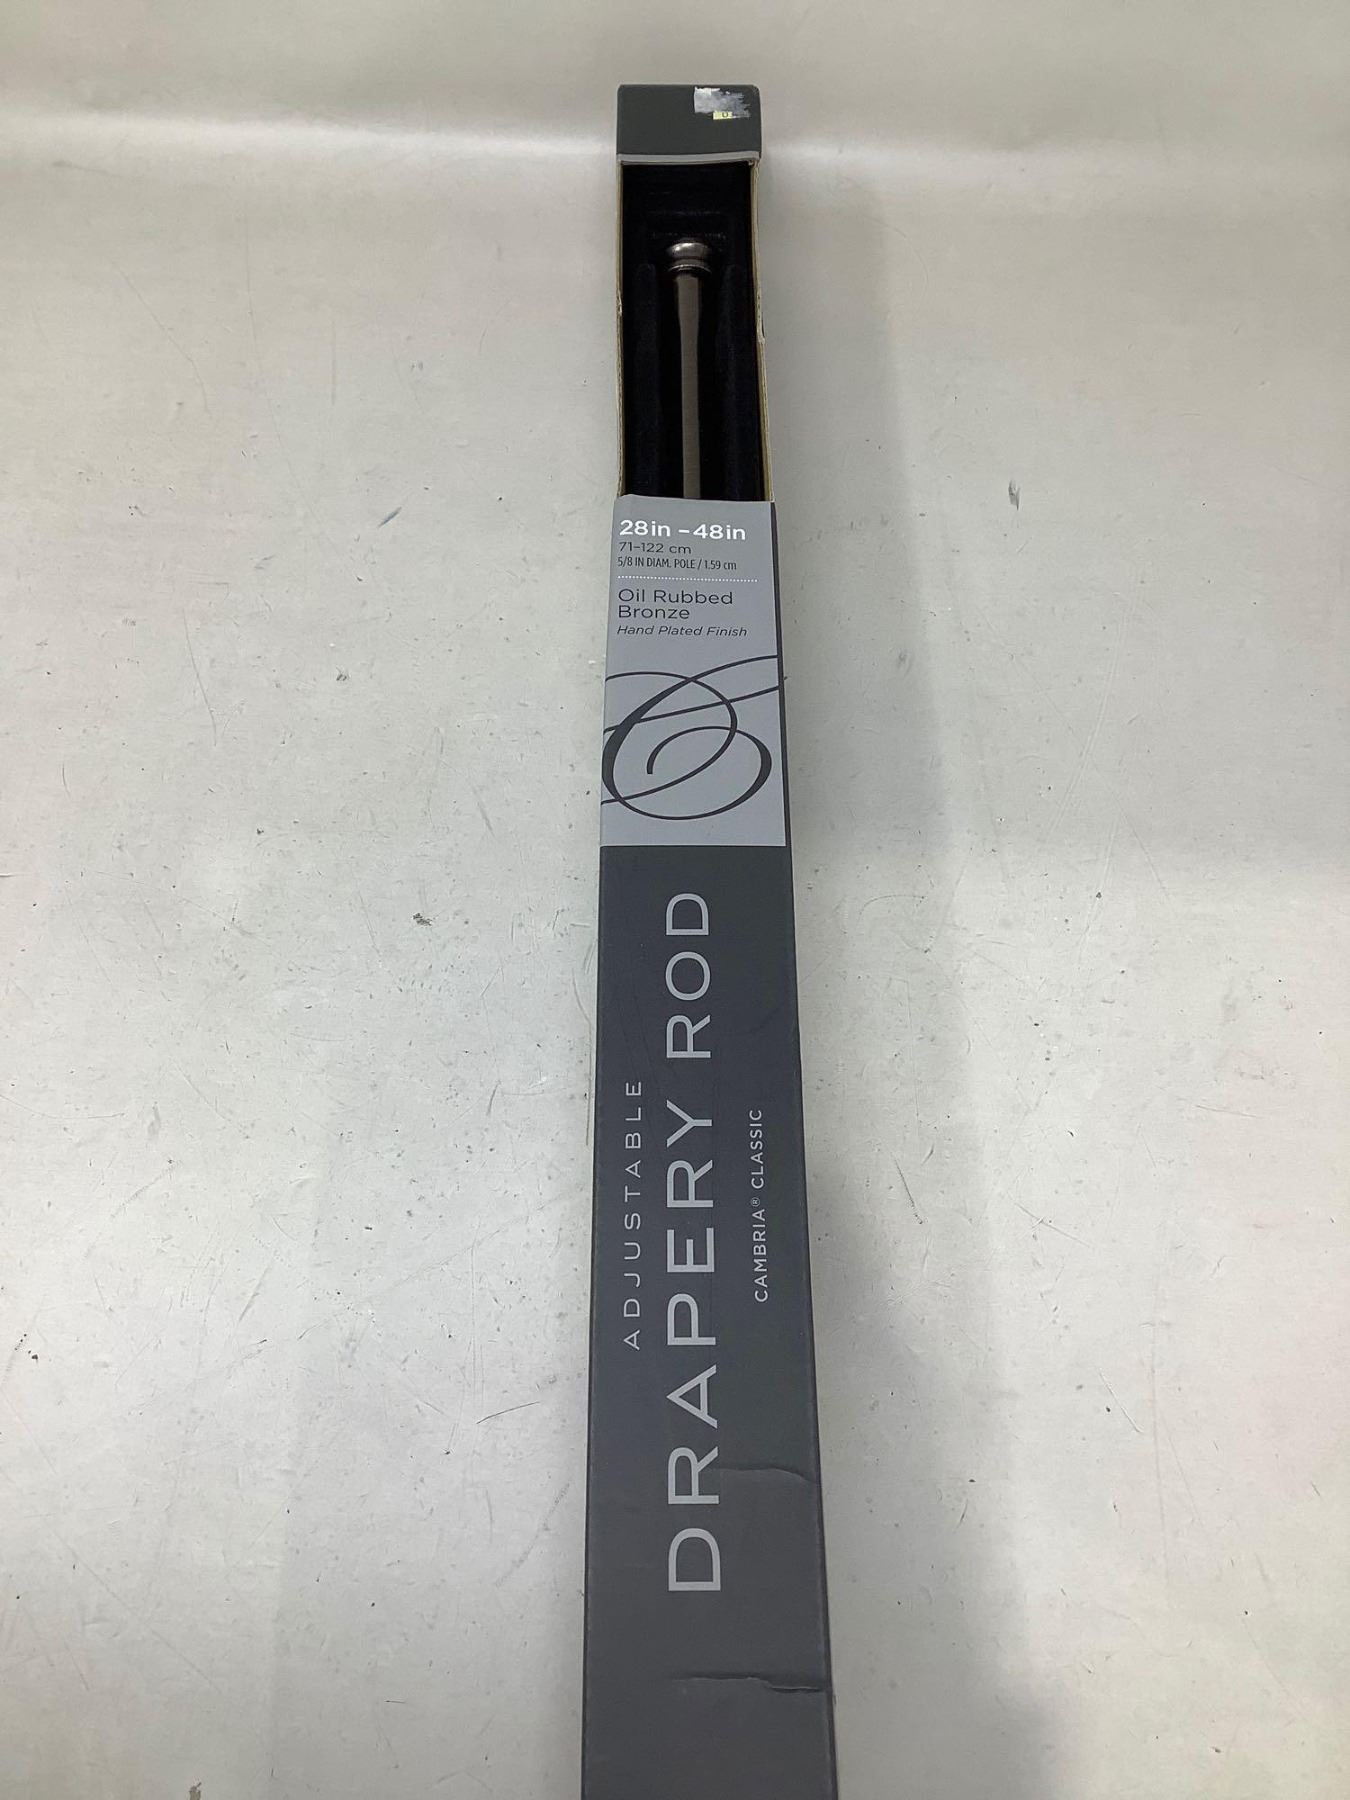 28in – 48in
71–122 cm
5/8 IN DIAM. POLE / 1.59 cm
Oil Rubbed
Bronze
Hand Plated Finish
ADJUSTABLE
DRAPERY ROD
CAMBRIA® CLASSIC